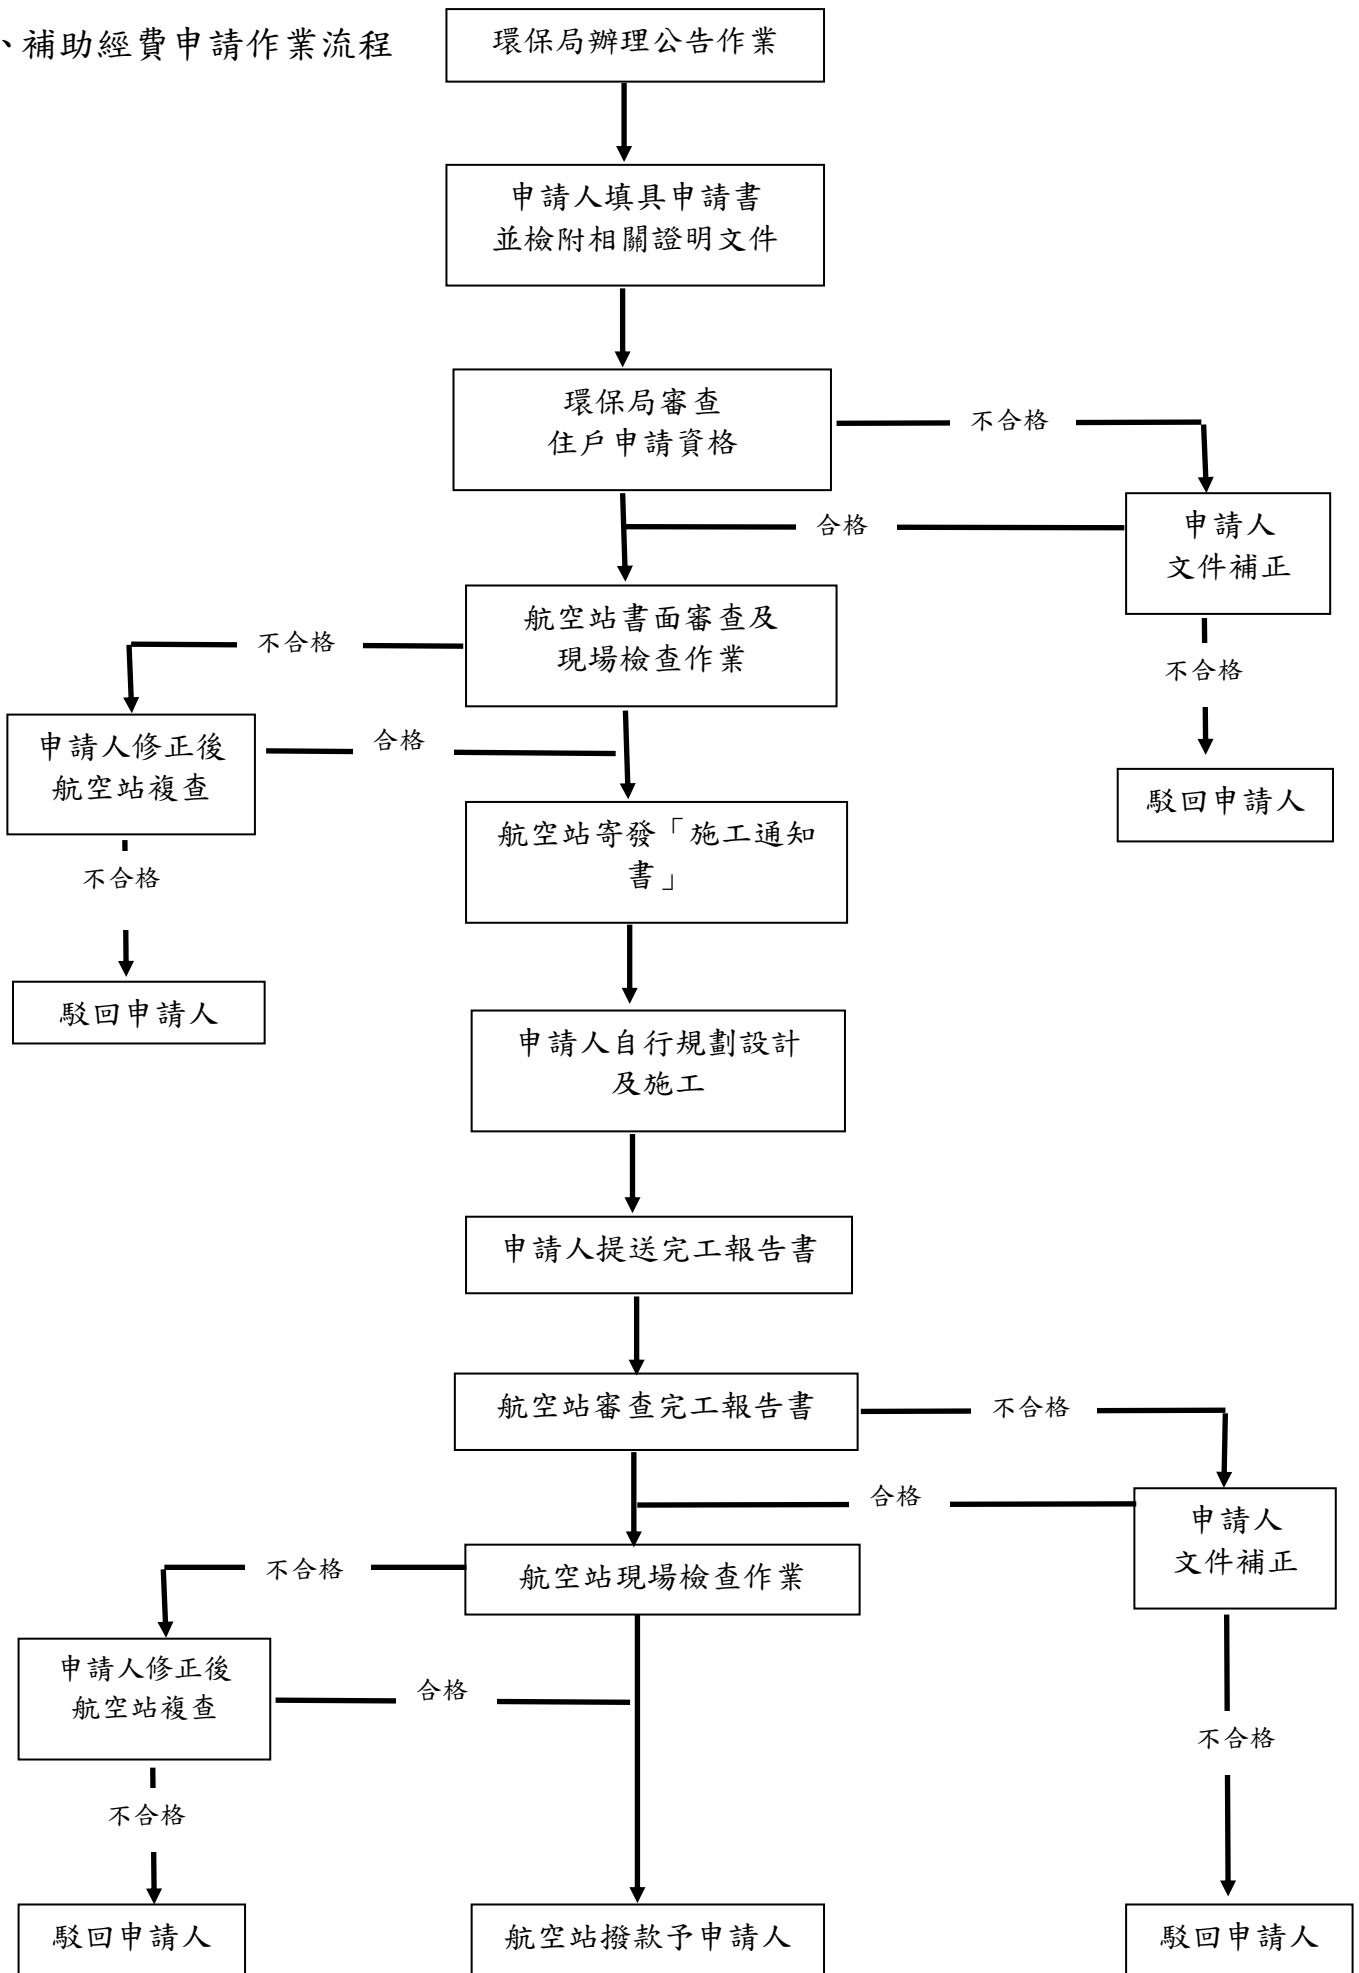 、補助經費申請作業流程
環保局辦理公告作業
申請人填具申請書
並檢附相關證明文件
環保局審查
住戶申請資格
不合格
合格
申請人
文件補正
航空站書面審查及
現場檢查作業
不合格
不合格
申請人修正後
航空站複查
合格
駁回申請人
航空站寄發「施工通知
書」
不合格
駁回申請人
申請人自行規劃設計
及施工
申請人提送完工報告書
航空站審查完工報告書
不合格
合格
申請人
文件補正
航空站現場檢查作業
不合格
申請人修正後
航空站複查
合格
不合格
不合格
駁回申請人
航空站撥款予申請人
駁回申請人